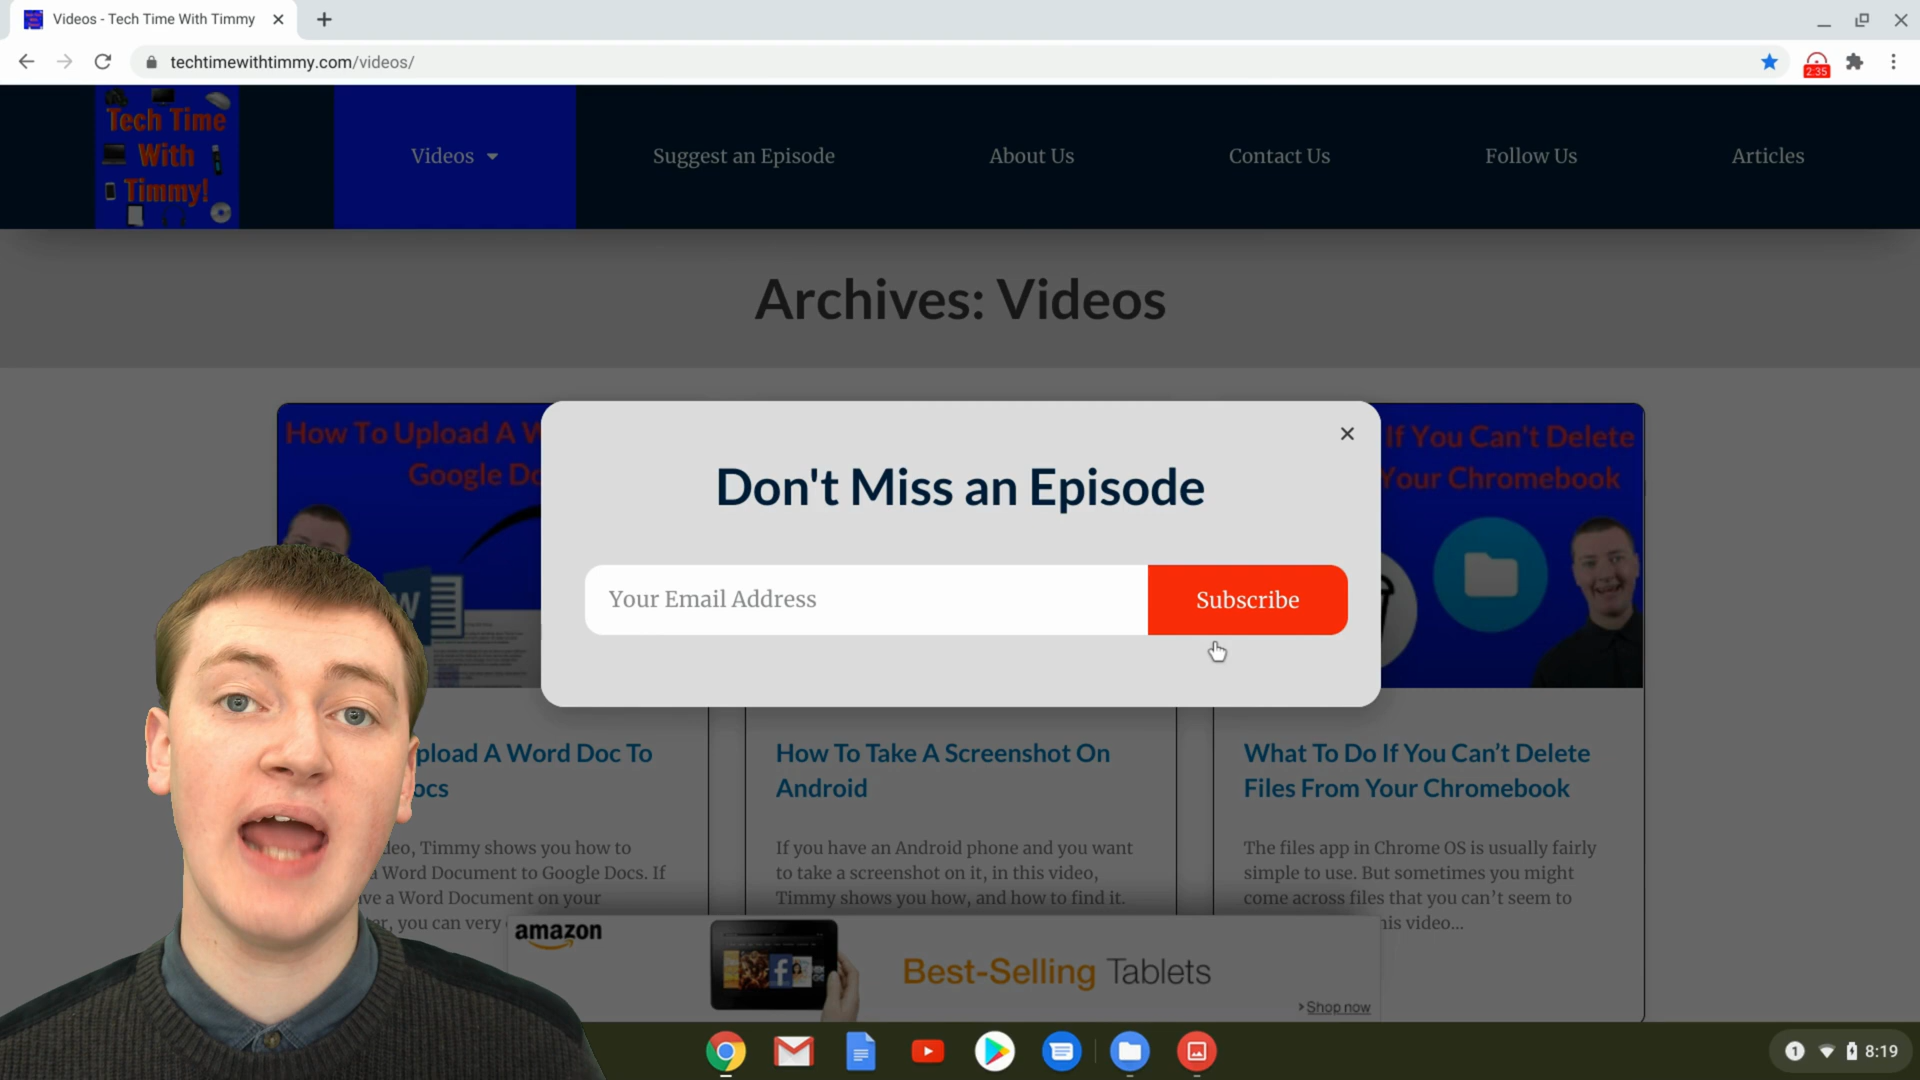 Videos - Tech Time With Timmy
techtimewithtimmy.com/videos/
2:35
Tech Time
With
Timmy!
Videos
Suggest an Episode
About Us
Contact Us
Follow Us
Articles
Archives: Videos
How To Upload A W
Google Do
If You Can't Delete
Your Chromebook
Don't Miss an Episode
Your Email Address
Subscribe
W
pload A Word Doc To
ocs
deo, Timmy shows you how to
a Word Document to Google Docs. If
ve a Word Document on your
er, you can very
How To Take A Screenshot On
Android
If you have an Android phone and you want
to take a screenshot on it, in this video,
Timmy shows you how, and how to find it.
What To Do If You Can’t Delete
Files From Your Chromebook
The files app in Chrome OS is usually fairly
simple to use. But sometimes you might
come across files that you can’t seem to
his video...
amazon
Best-Selling Tablets
Shop now
1
8:19